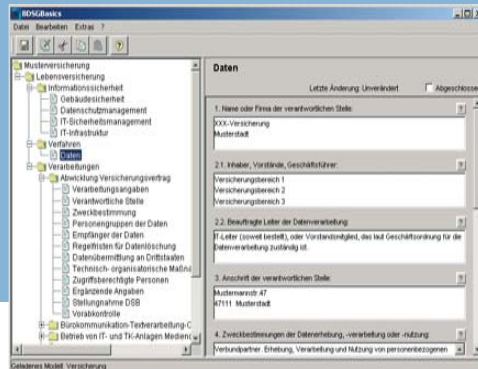 BDSGBasics
Datei Bearbeiten Extras ?
Musterversicherung
Lebensversicherung
Informationssicherheit
Gebäudesicherheit
Datenschutzmanagement
IT-Sicherheitsmanagement
IT-Infrastruktur
Verfahren
Daten
Verarbeitungen
Abwicklung Versicherungsvertrag
Verarbeitungsangaben
Verantwortliche Stelle
Zweckbestimmung
Personengruppen der Daten
Empfänger der Daten
Regelfristen für Datenlöschung
Datenübermittlung an Drittstaaten
Technisch- organisatorische Maßna
Zugriffsberechtigte Personen
Ergänzende Angaben
Stellungnahme DSB
Vorabkontrolle
Bürokommunikation-Textverarbeitung-C
Betrieb von IT- und TK-Anlagen Mediend
Daten
Letzte Änderung: Unverändert
Abgeschlosse
1. Name oder Firma der verantwortlichen Stelle:
XXX-Versicherung
Musterstadt
2.1. Inhaber, Vorstände, Geschäftsführer:
Versicherungsbereich 1
Versicherungsbereich 2
Versicherungsbereich 3
2.2. Beauftragte Leiter der Datenverarbeitung:
IT-Leiter (soweit bestellt), oder Vorstandsmitglied, das laut Geschäftsordnung für die
Datenverarbeitung zuständig ist.
3. Anschrift der verantwortlichen Stelle:
Mustermannstr.47
47111 Musterstadt
4. Zweckbestimmungen der Datenerhebung, -verarbeitung oder -nutzung:
Verbundpartner. Erhebung, Verarbeitung und Nutzung von personenbezogenen
Geladenes Modell: Versicherung